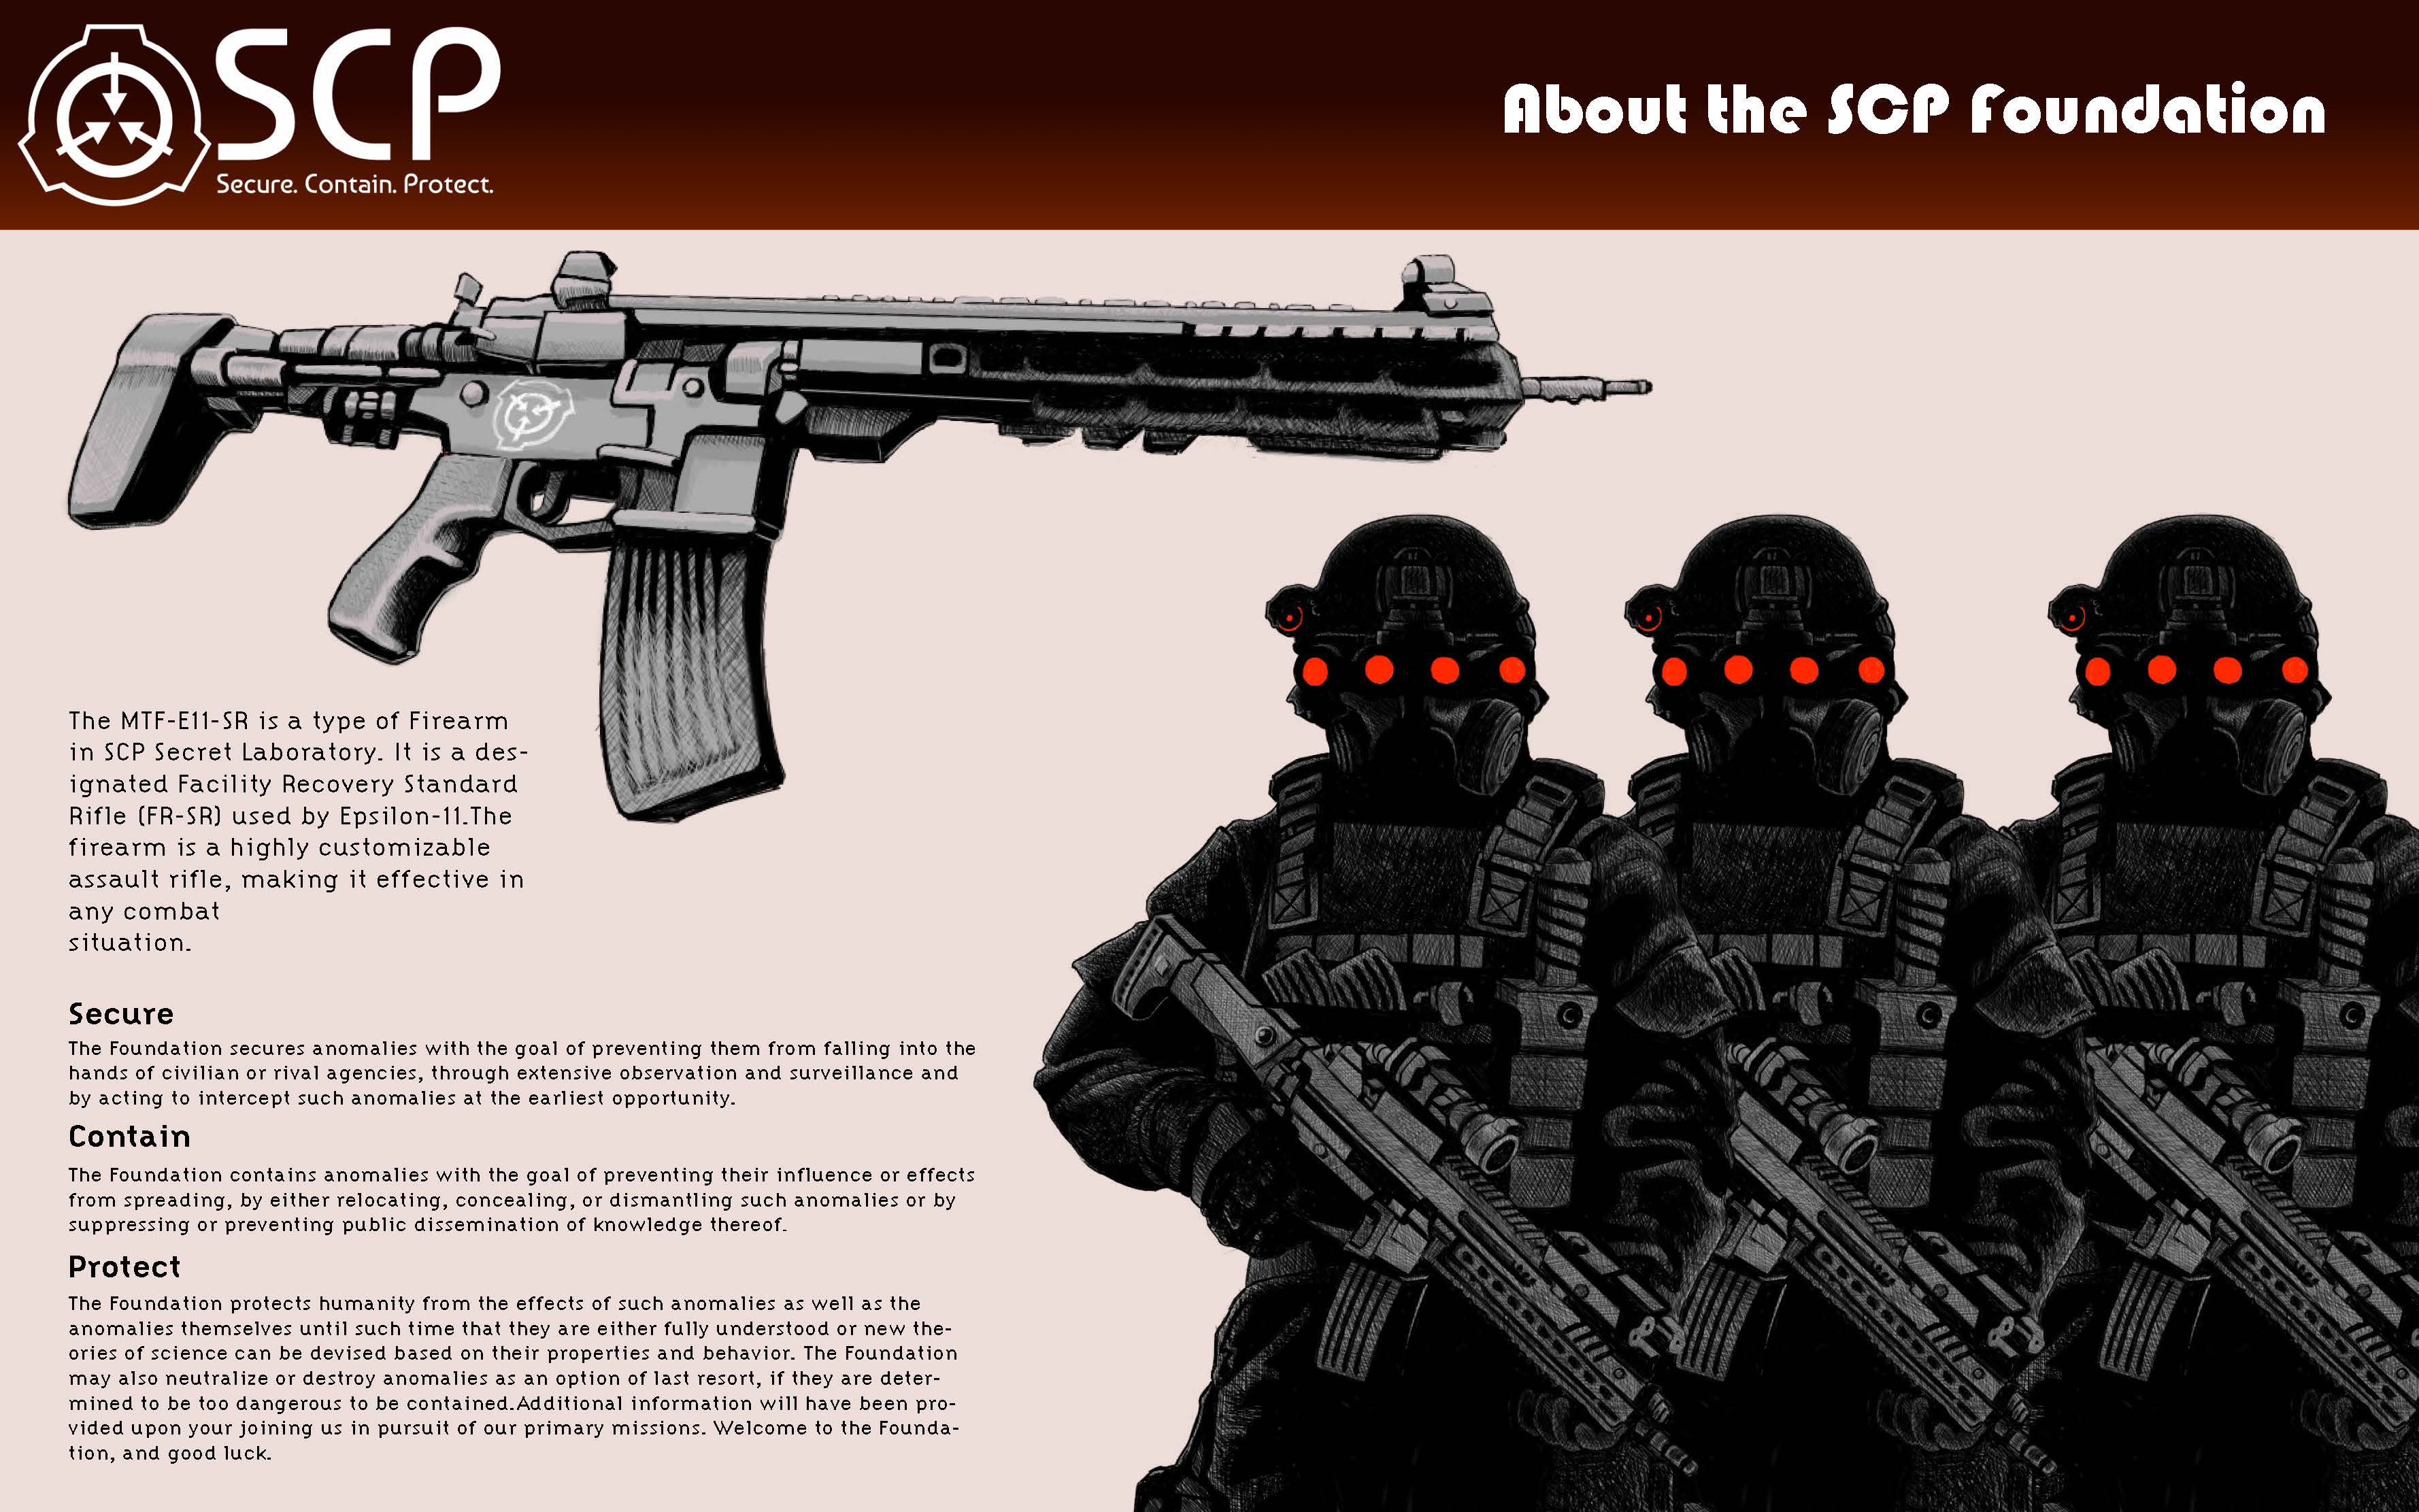 SCP
Secure. Contain. Protect.
About the SCP Foundation
The MTF-E11-SR is a type of Firearm
in SCP Secret Laboratory. It is a des-
ignated Facility Recovery Standard
Rifle (FR-SR) used by Epsilon-11.The
firearm is a highly customizable
assault rifle, making it effective in
any combat
situation.
Secure
The Foundation secures anomalies with the goal of preventing them from falling into the
hands of civilian or rival agencies, through extensive observation and surveillance and
by acting to intercept such anomalies at the earliest opportunity.
Contain
The Foundation contains anomalies with the goal of preventing their influence or effects
from spreading, by either relocating, concealing, or dismantling such anomalies or by
suppressing or preventing public dissemination of knowledge thereof.
Protect
The Foundation protects humanity from the effects of such anomalies as well as the
anomalies themselves until such time that they are either fully understood or new the-
ories of science can be devised based on their properties and behavior. The Foundation
may also neutralize or destroy anomalies as an option of last resort, if they are deter-
mined to be too dangerous to be contained.Additional information will have been pro-
vided upon your joining us in pursuit of our primary missions. Welcome to the Founda-
tion, and good luck.